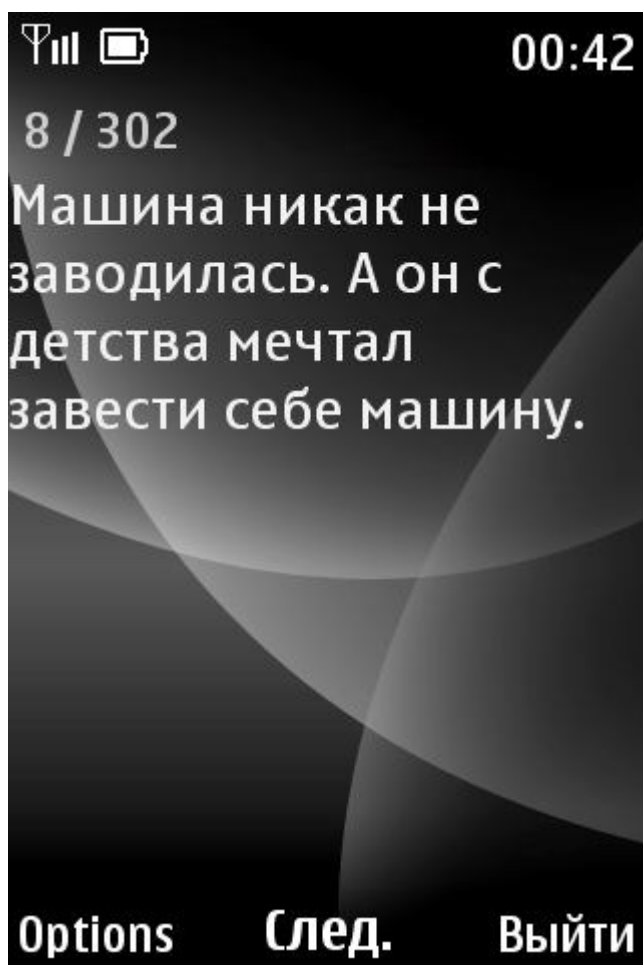 00:42
8 / 302
Машина никак не
заводилась. А он с
детства мечтал
завести себе машину.
Options След. Выйти